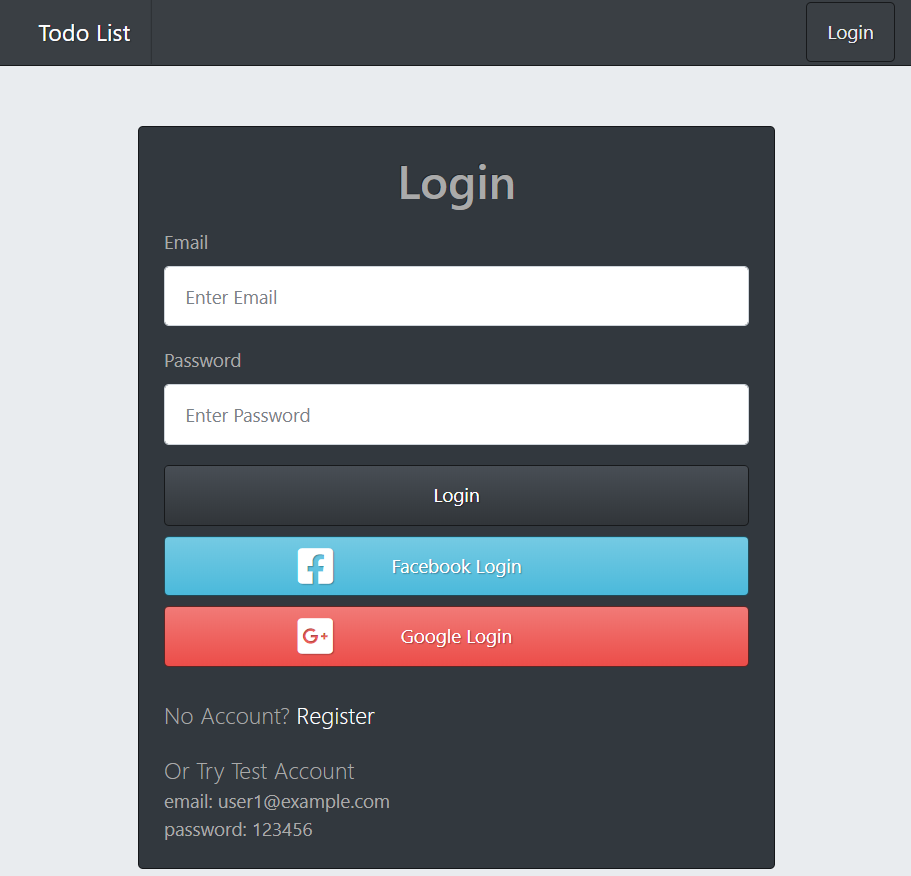 Todo List
Login
Login
Email
Enter Email
Password
Enter Password
Login
Facebook Login
G+ Google Login
No Account? Register
Or Try Test Account
email: user1@example.com
password: 123456